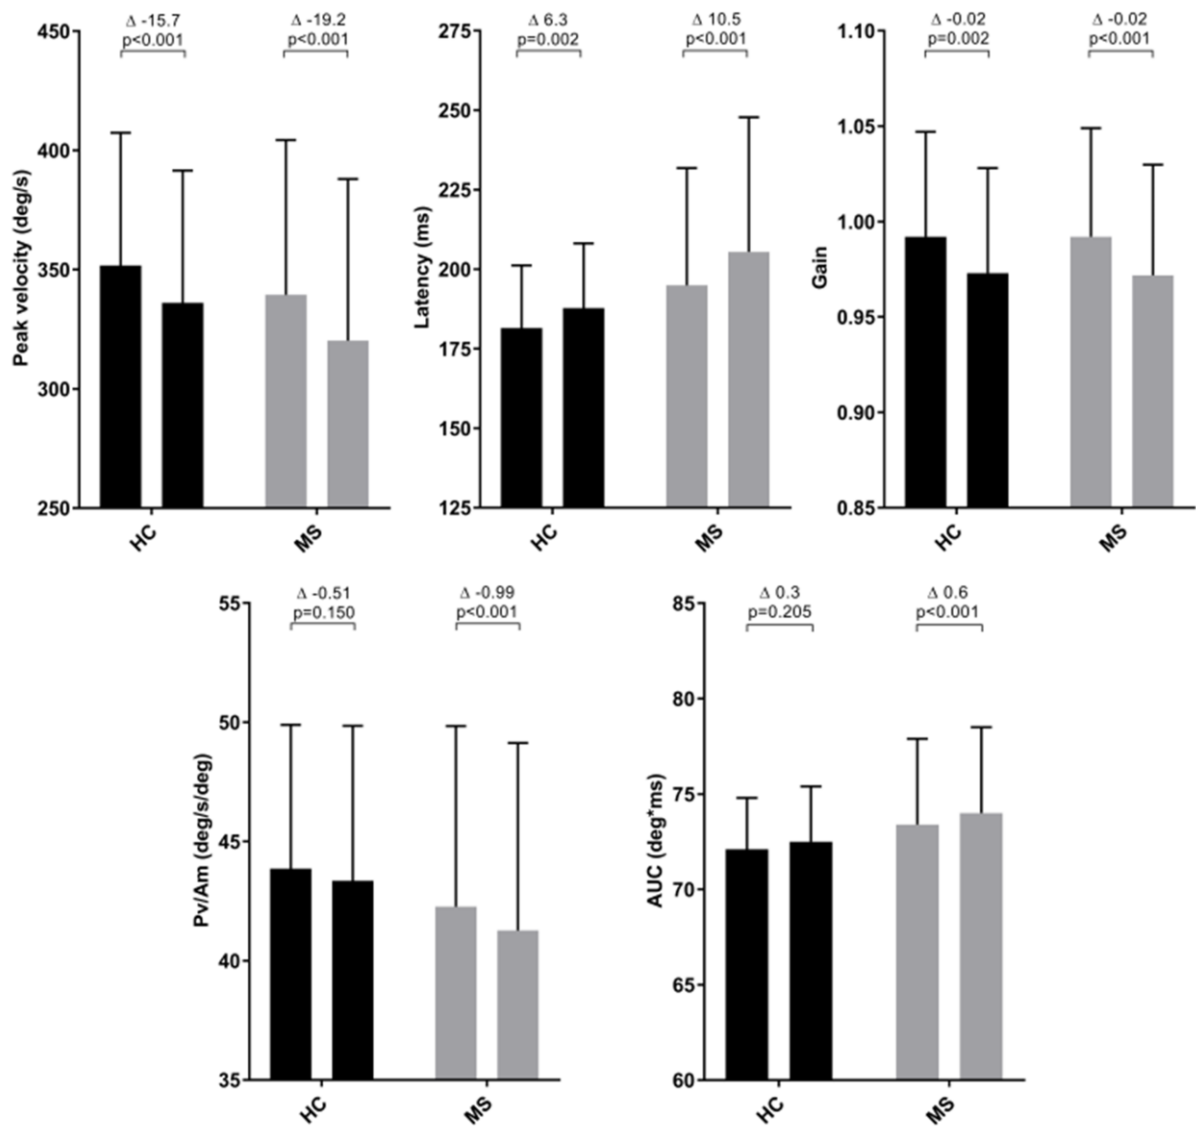 Δ -15.7
p<0.001
Δ -19.2
p<0.001
450
400
350
300
250
Peak velocity (deg/s)
HC
MS
Δ 6.3
p=0.002
Δ 10.5
p<0.001
275
250
225
200
175
150
125
Latency (ms)
HC
MS
Δ -0.02
p=0.002
Δ -0.02
p<0.001
1.10
1.05
1.00
0.95
0.90
0.85
Gain
HC
MS
Δ -0.51
p=0.150
Δ -0.99
p<0.001
55
50
45
40
35
Pv/Am (deg/s/deg)
HC
MS
Δ 0.3
p=0.205
Δ 0.6
p<0.001
85
80
75
70
65
60
AUC (deg*ms)
HC
MS